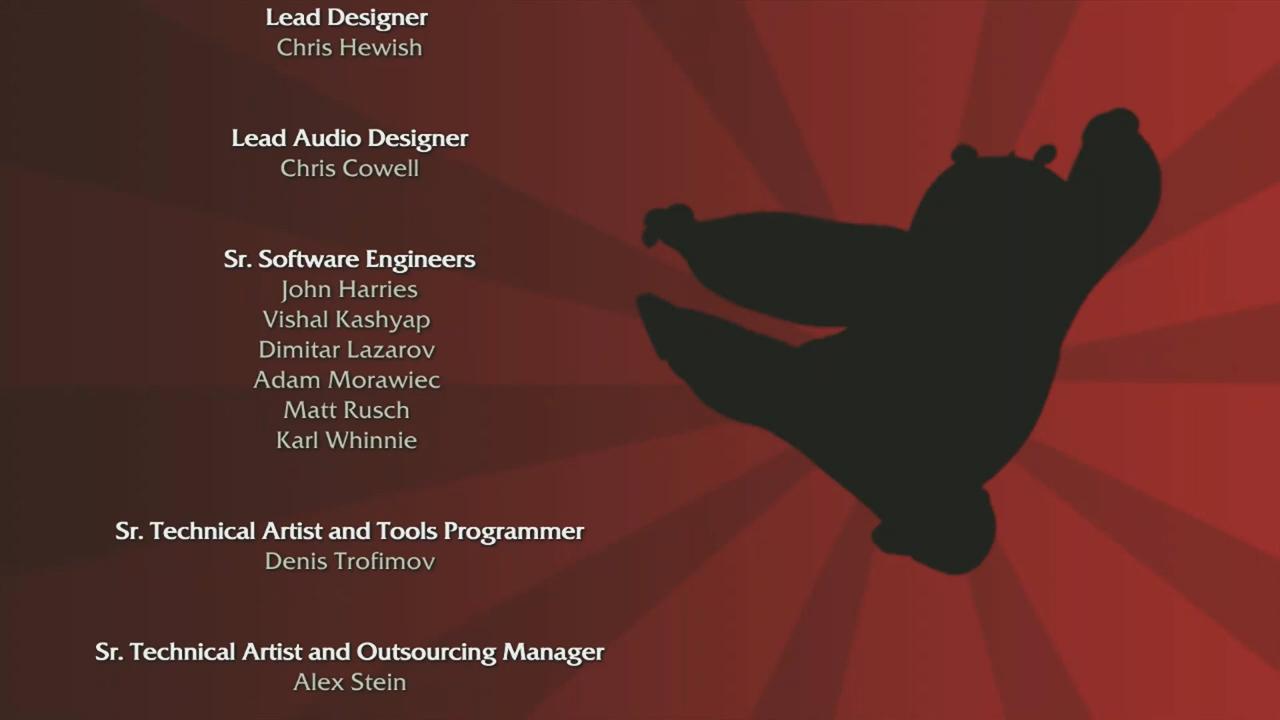 Lead Designer
Chris Hewish
Lead Audio Designer
Chris Cowell
Sr. Software Engineers
John Harries
Vishal Kashyap
Dimitar Lazarov
Adam Morawiec
Matt Rusch
Karl Whinnie
Sr. Technical Artist and Tools Programmer
Denis Trofimov
Sr. Technical Artist and Outsourcing Manager
Alex Stein